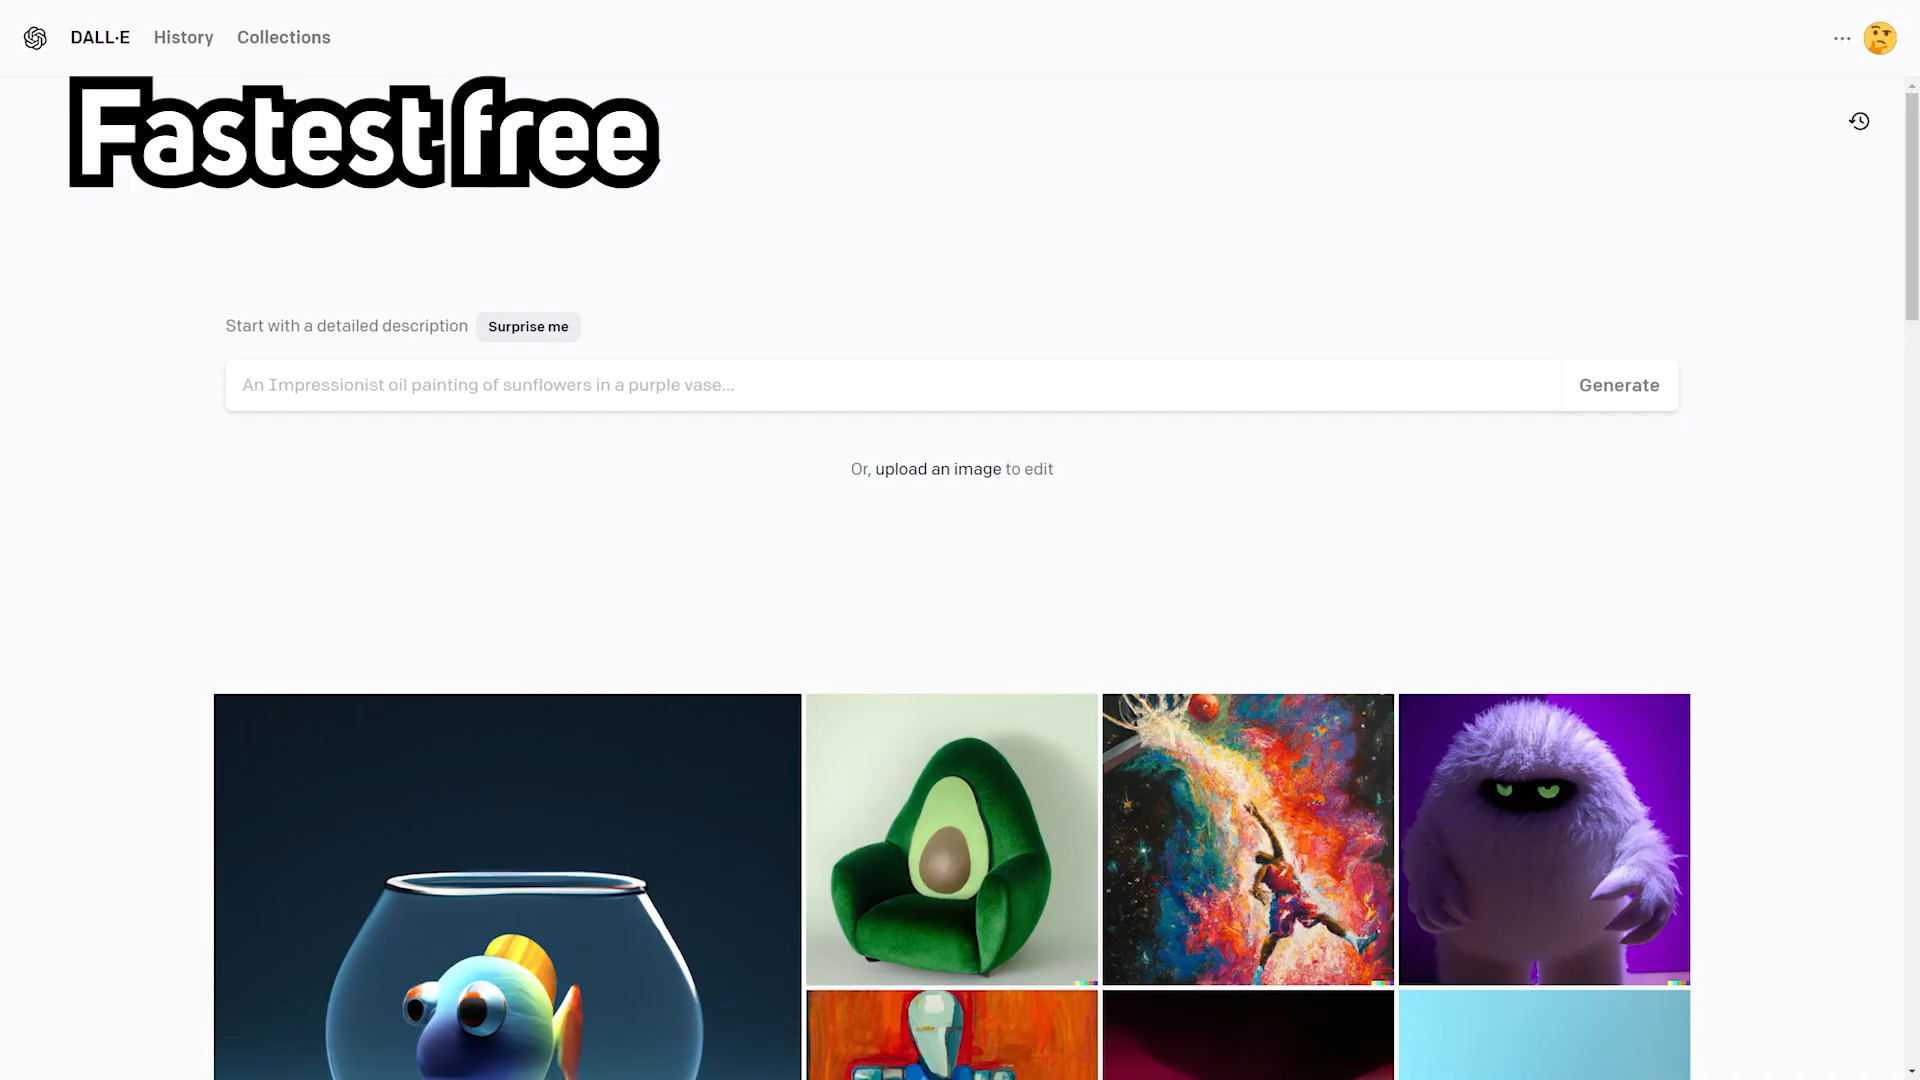 DALL·E History Collections
Fastest free
Start with a detailed description Surprise me
An Impressionist oil painting of sunflowers in a purple vase... Generate
Or, upload an image to edit